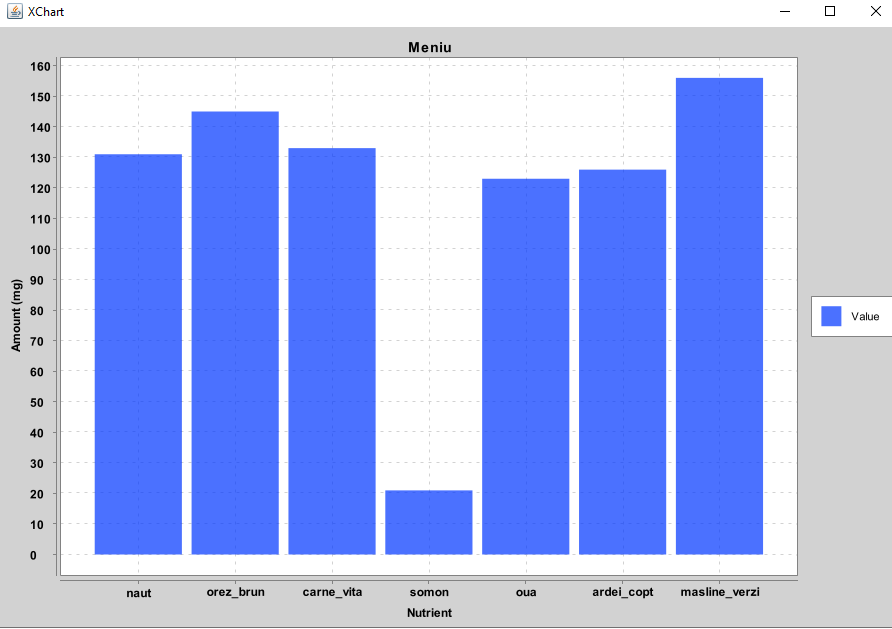 XChart
Meniu
160
150
140
130
120
110
100
90
80
70
60
50
40
30
20
10
0
Amount (mg)
naut orez_brun carne_vita somon oua ardei_copt masline_verzi
Nutrient
Value